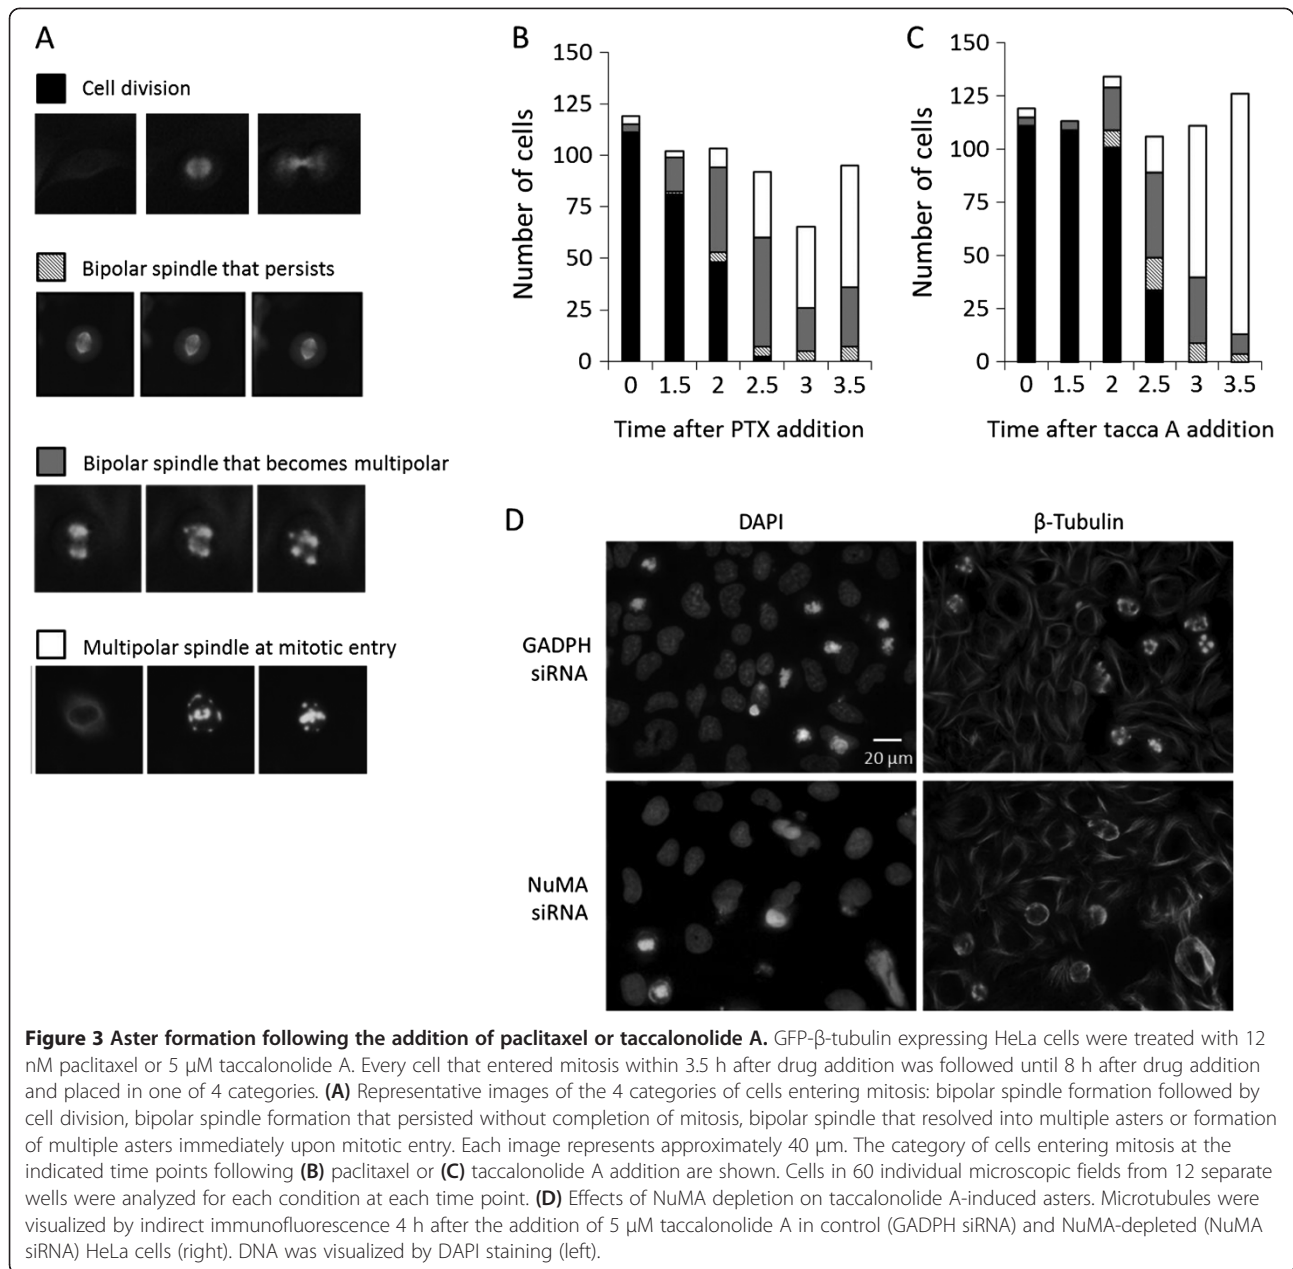 A
Cell division
Bipolar spindle that persists
Bipolar spindle that becomes multipolar
Multipolar spindle at mitotic entry
B
Number of cells
150
125
100
75
50
25
0
0 1.5 2 2.5 3 3.5
Time after PTX addition
C
Number of cells
150
125
100
75
50
25
0
0 1.5 2 2.5 3 3.5
Time after tacca A addition
D
DAPI β-Tubulin
GADPH
siRNA
20 μm
NuMA
siRNA
Figure 3 Aster formation following the addition of paclitaxel or taccalonolide A. GFP-β-tubulin expressing HeLa cells were treated with 12
nM paclitaxel or 5 μM taccalonolide A. Every cell that entered mitosis within 3.5 h after drug addition was followed until 8 h after drug addition
and placed in one of 4 categories. (A) Representative images of the 4 categories of cells entering mitosis: bipolar spindle formation followed by
cell division, bipolar spindle formation that persisted without completion of mitosis, bipolar spindle that resolved into multiple asters or formation
of multiple asters immediately upon mitotic entry. Each image represents approximately 40 μm. The category of cells entering mitosis at the
indicated time points following (B) paclitaxel or (C) taccalonolide A addition are shown. Cells in 60 individual microscopic fields from 12 separate
wells were analyzed for each condition at each time point. (D) Effects of NuMA depletion on taccalonolide A-induced asters. Microtubules were
visualized by indirect immunofluorescence 4 h after the addition of 5 μM taccalonolide A in control (GADPH siRNA) and NuMA-depleted (NuMA
siRNA) HeLa cells (right). DNA was visualized by DAPI staining (left).